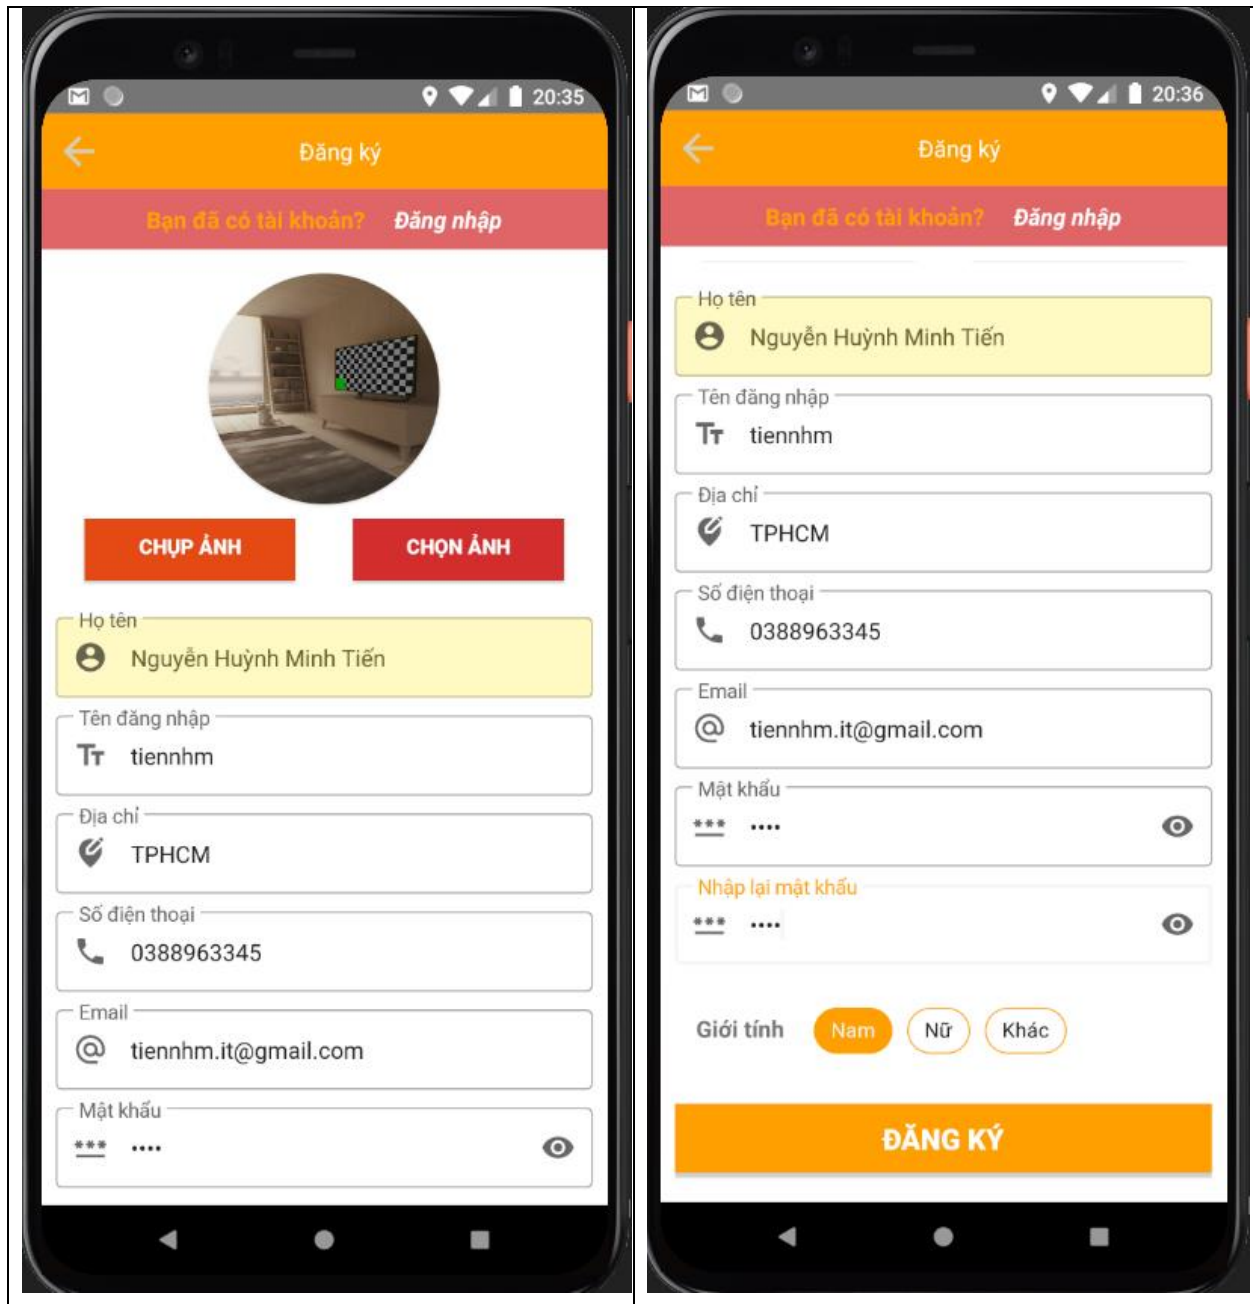 20:35
Đăng ký
Bạn đã có tài khoản? Đăng nhập
CHỤP ẢNH CHỌN ẢNH
Họ tên
Nguyễn Huỳnh Minh Tiến
Tên đăng nhập
Tт tiennhm
Địa chỉ
TPHCM
Số điện thoại
0388963345
Email
@ tiennhm.it@gmail.com
Mật khẩu
*** ••••
20:36
Đăng ký
Bạn đã có tài khoản? Đăng nhập
Họ tên
Nguyễn Huỳnh Minh Tiến
Tên đăng nhập
Tт tiennhm
Địa chỉ
TPHCM
Số điện thoại
0388963345
Email
@ tiennhm.it@gmail.com
Mật khẩu
*** ••••
Nhập lại mật khẩu
*** ••••
Giới tính Nam Nữ Khác
ĐĂNG KÝ